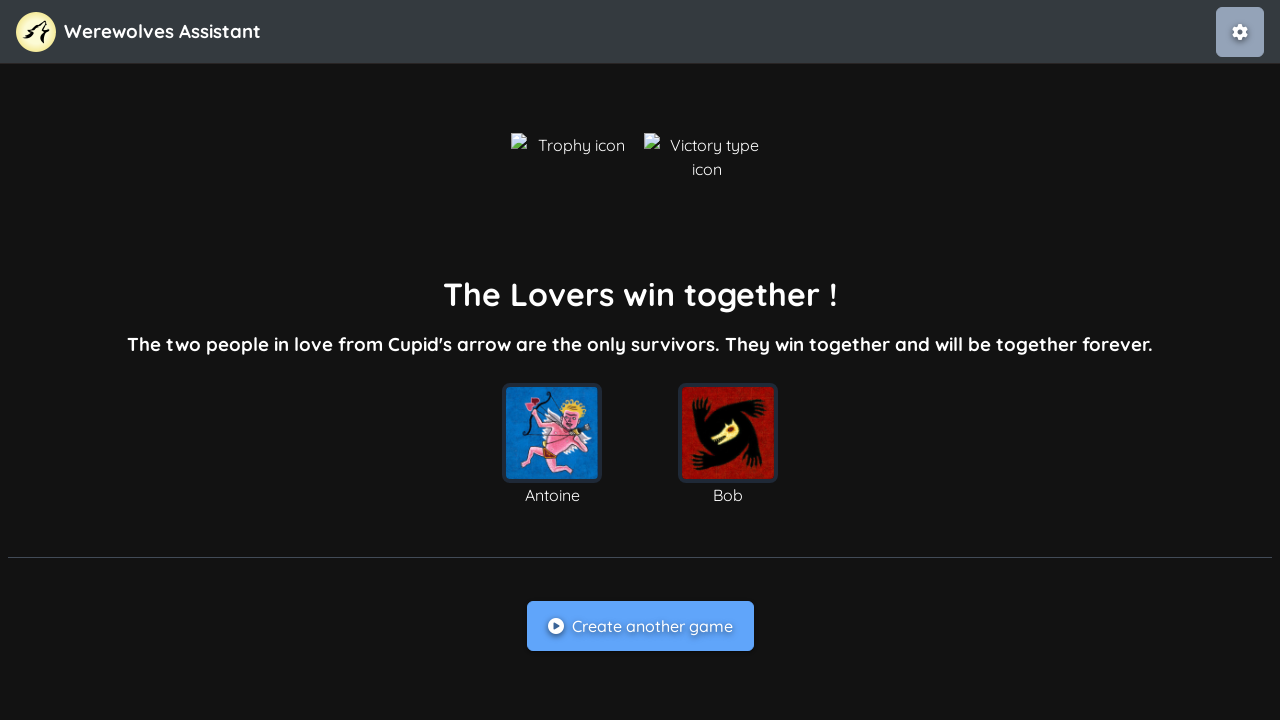 Werewolves Assistant
Trophy icon
Victory type
icon
The Lovers win together !
The two people in love from Cupid's arrow are the only survivors. They win together and will be together forever.
Antoine
Bob
Create another game